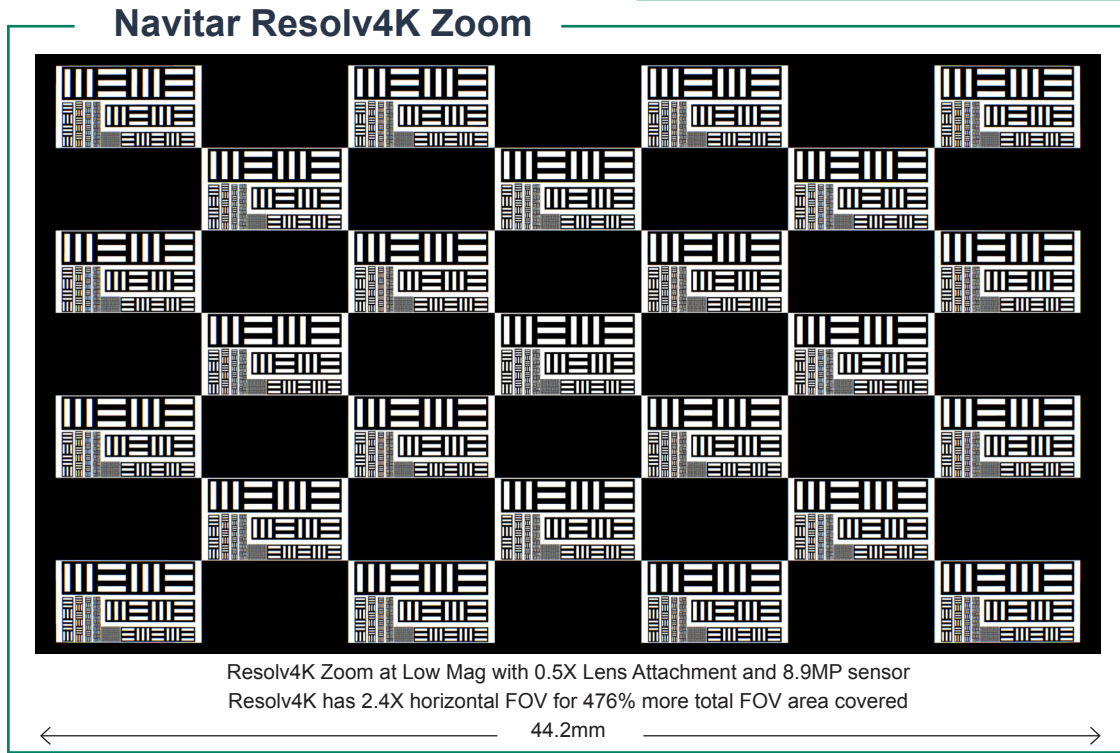 Navitar Resolv4K Zoom
Resolv4K Zoom at Low Mag with 0.5X Lens Attachment and 8.9MP sensor
Resolv4K has 2.4X horizontal FOV for 476% more total FOV area covered
44.2mm